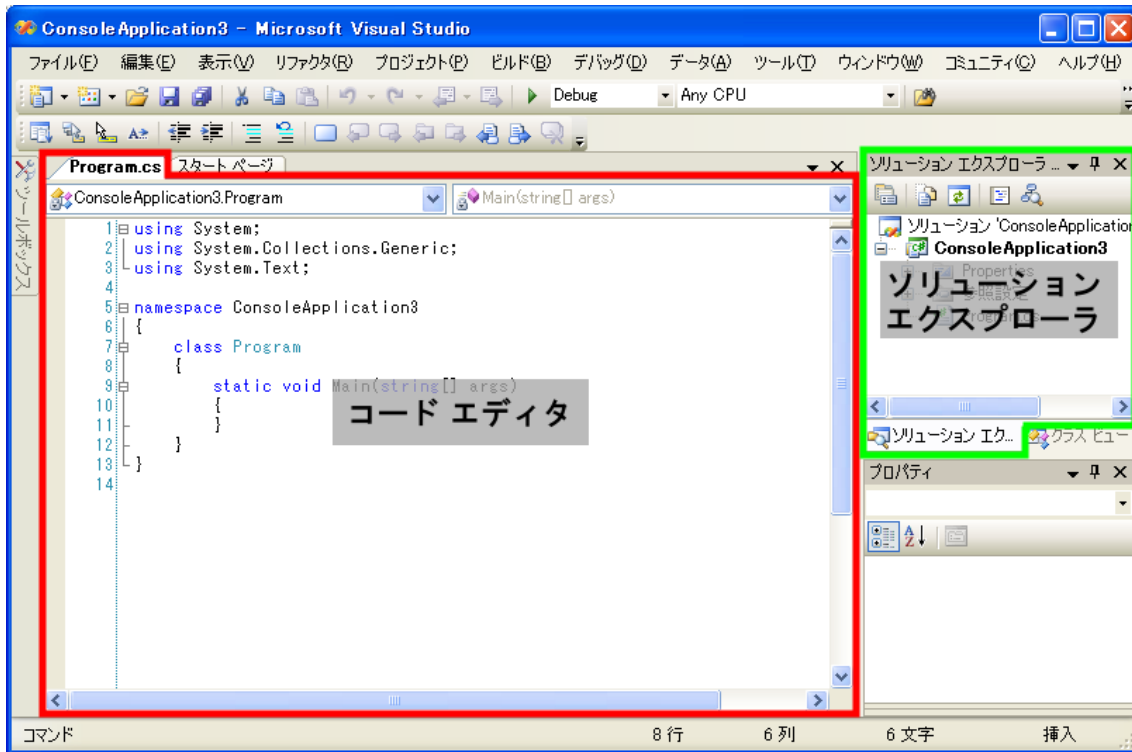 ConsoleApplication3 - Microsoft Visual Studio
ファイル(F) 編集(E) 表示(V) リファクタ(R) プロジェクト(P) ビルド(B) デバッグ(D) データ(A) ツール(T) ウィンドウ(W) コミュニティ(C) ヘルプ(H)
Debug Any CPU
ツールボックス
Program.cs スタート ページ
ConsoleApplication3.Program Main(string[] args)
1 using System;
2 using System.Collections.Generic;
3 using System.Text;
4
5 namespace ConsoleApplication3
6 {
7 class Program
8 {
9 static void Main(string[] args)
10 {
11 }
12 }
13 }
14
コード エディタ
ソリューション エクスプローラ ...
ソリューション 'ConsoleApplication
ConsoleApplication3
Properties
参照設定
Program.cs
ソリューション
エクスプローラ
ソリューション エク... クラス ビュー
プロパティ
コマンド 8 行 6 列 6 文字 挿入